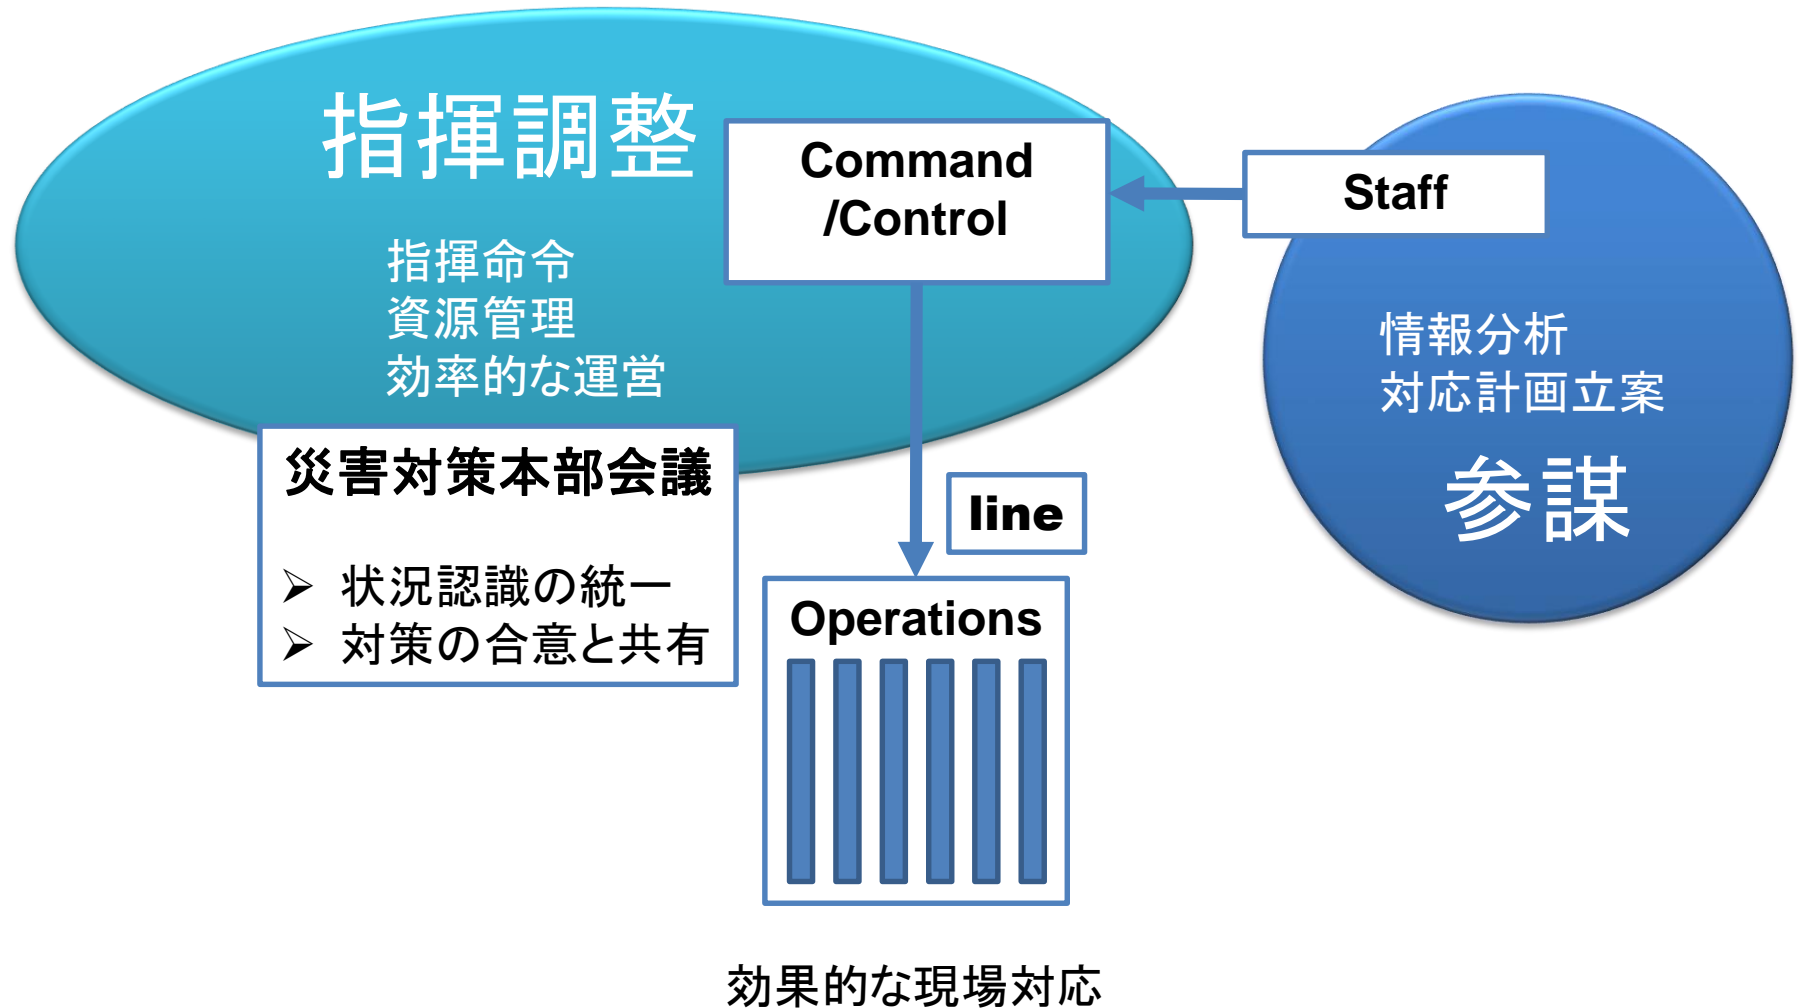 指揮調整
Command
/Control
指揮命令
資源管理
効率的な運営
Staff
情報分析
対応計画立案
参謀
災害対策本部会議
➢ 状況認識の統一
➢ 対策の合意と共有
line
Operations
効果的な現場対応